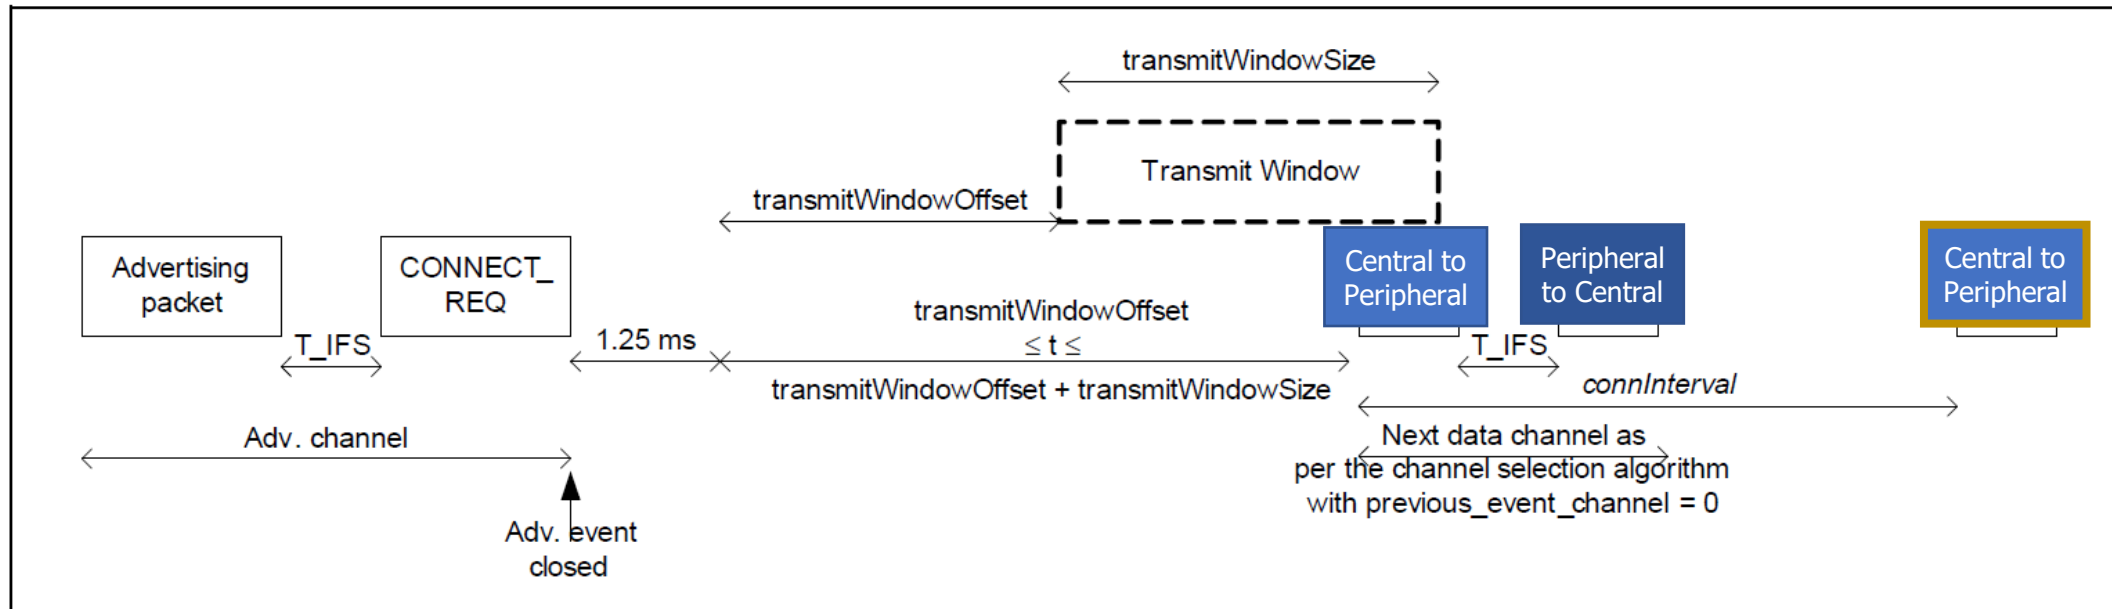 transmitWindowSize
Transmit Window
transmitWindowOffset
Advertising
packet
CONNECT_
REQ
Central to
Peripheral
Peripheral
to Central
Central to
Peripheral
T_IFS
1.25 ms
transmitWindowOffset
≤ t ≤
transmitWindowOffset + transmitWindowSize
T_IFS
connInterval
Adv. channel
Next data channel as
per the channel selection algorithm
with previous_event_channel = 0
Adv. event
closed